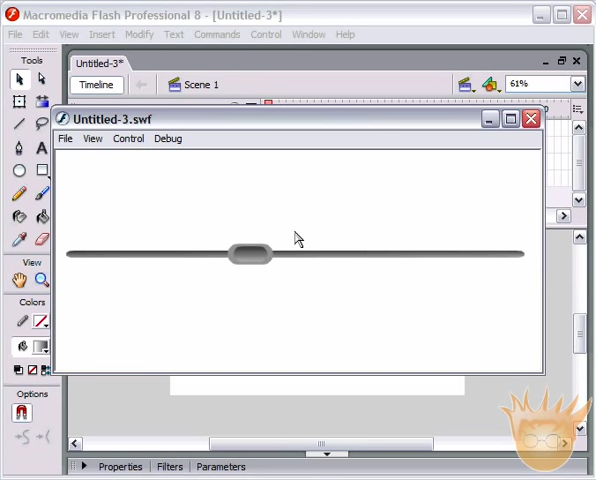 Macromedia Flash Professional 8 - [Untitled-3*]
File Edit View Insert Modify Text Commands Control Window Help
Tools
Untitled-3*
Timeline
Scene 1
61%
Untitled-3.swf
File View Control Debug
A
View
Colors
Options
Properties Filters Parameters